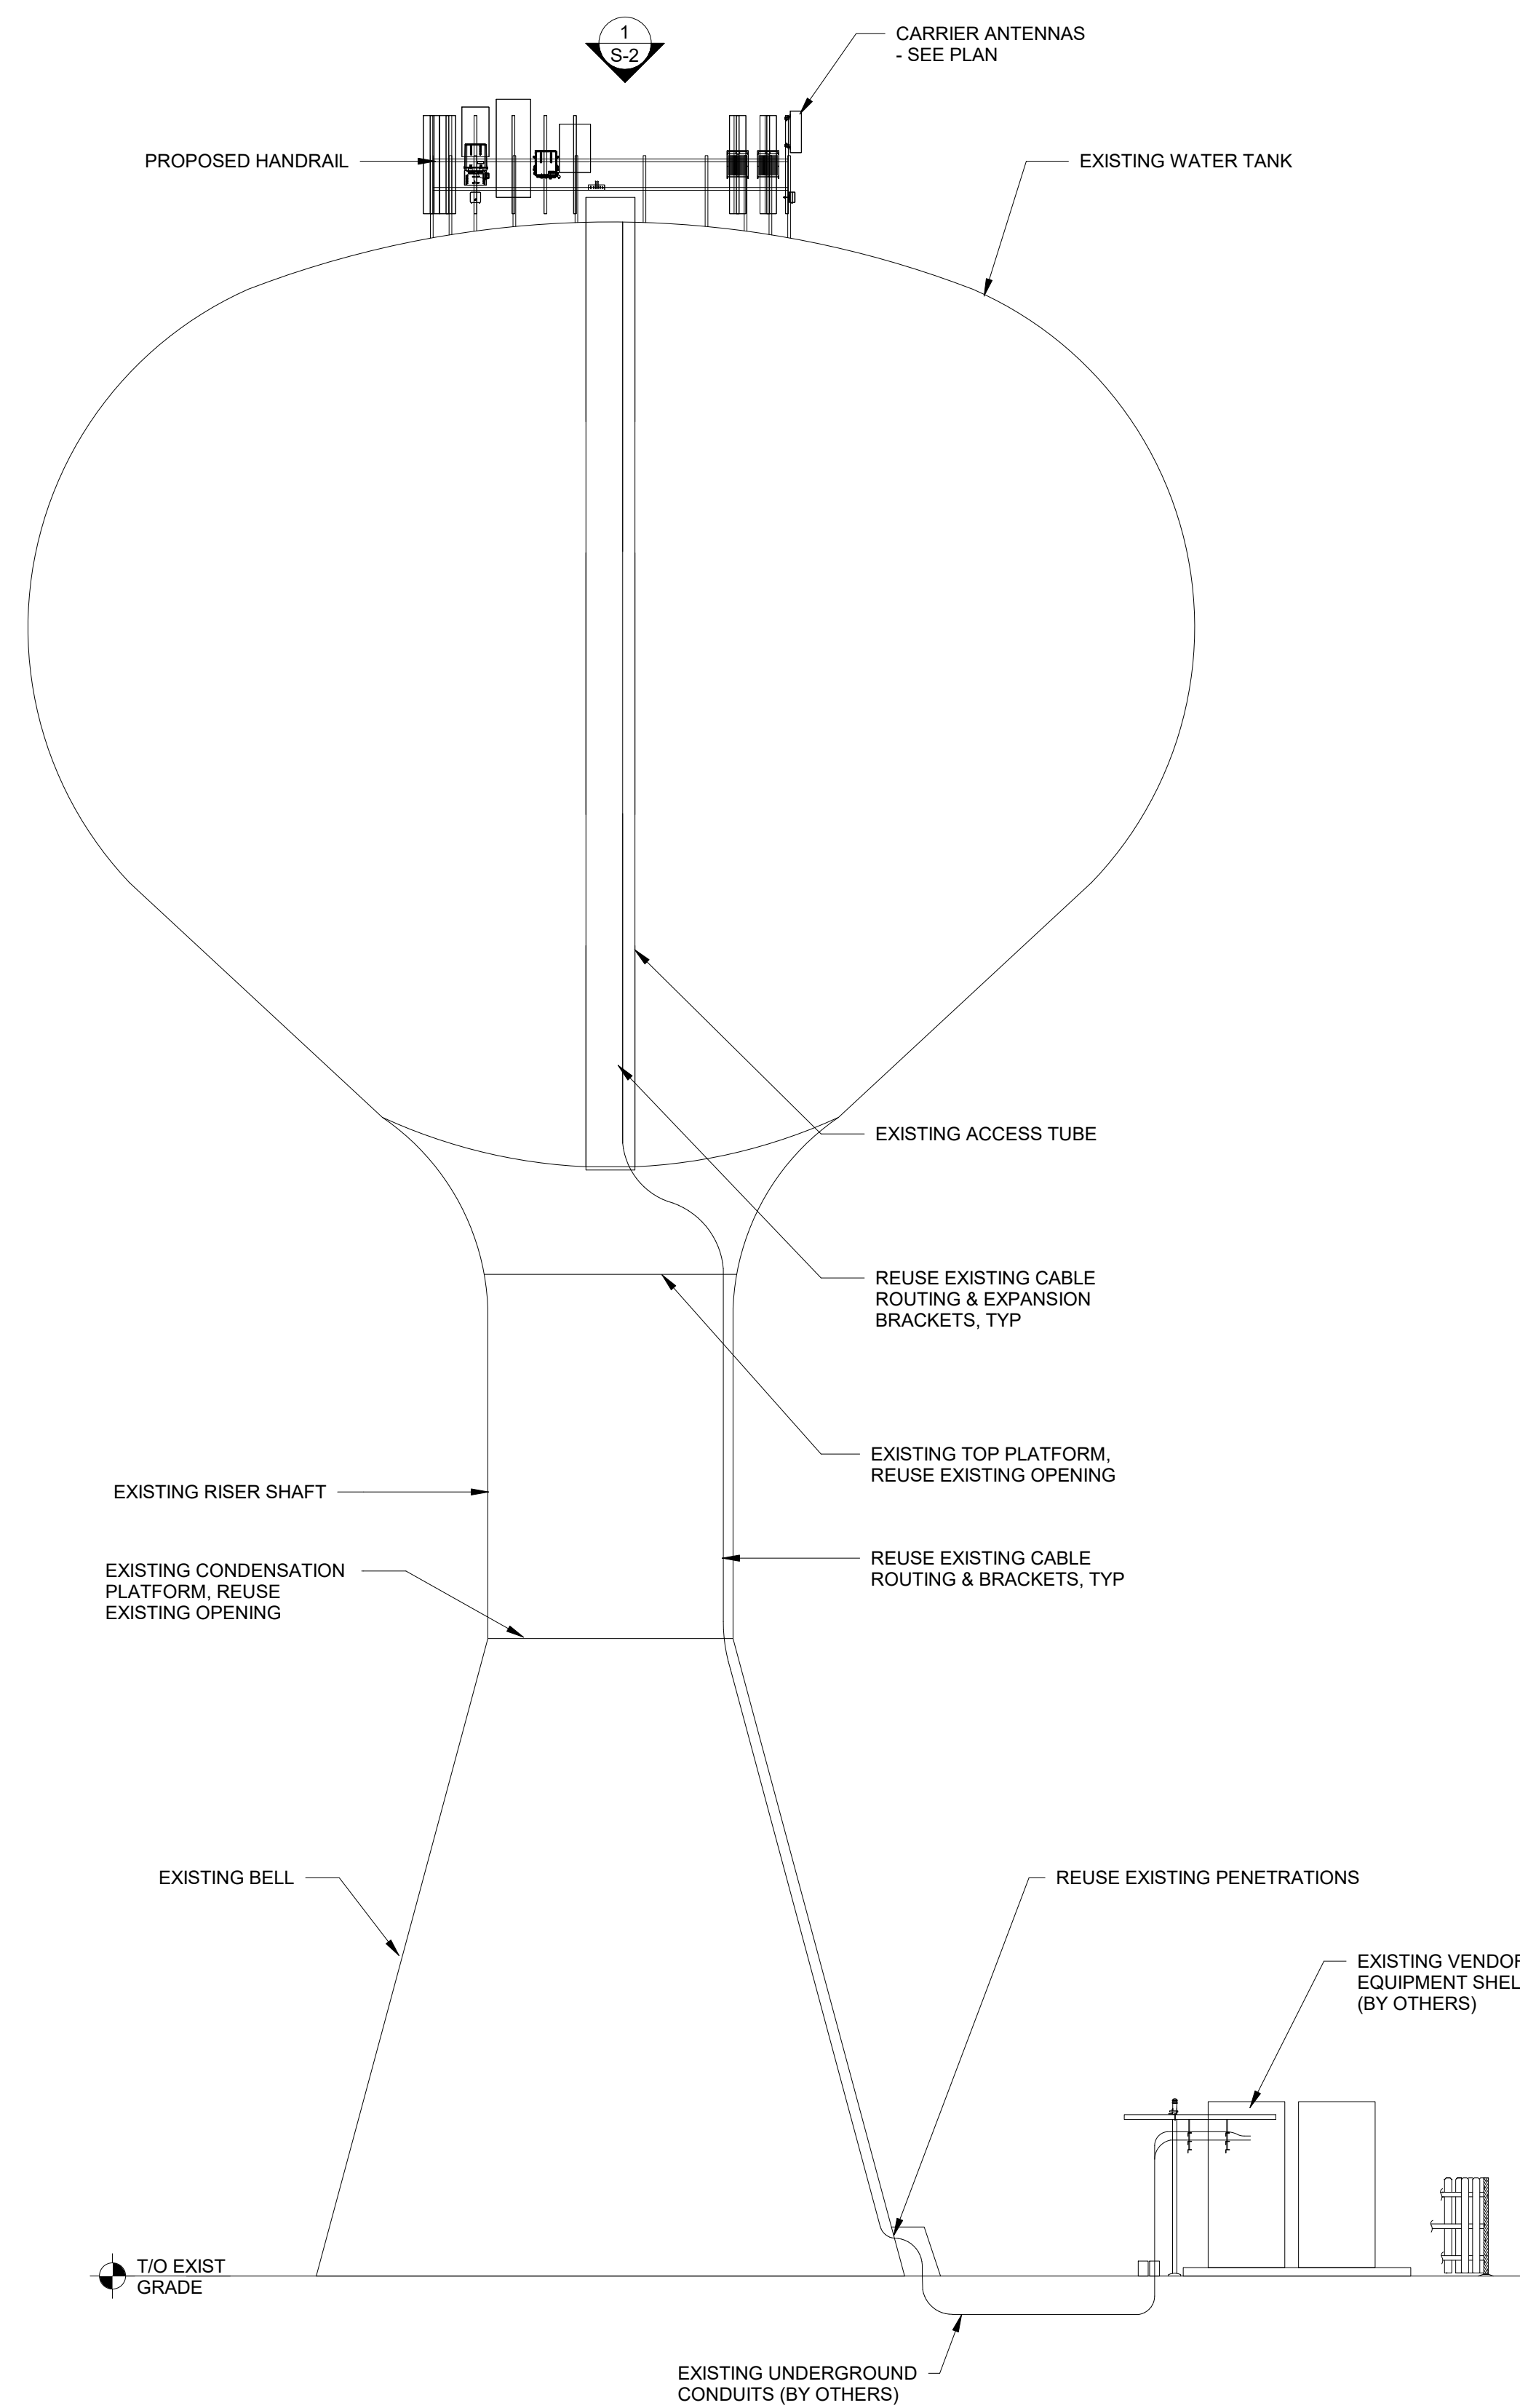 1
S-2
CARRIER ANTENNAS
- SEE PLAN
PROPOSED HANDRAIL
EXISTING WATER TANK
EXISTING ACCESS TUBE
REUSE EXISTING CABLE
ROUTING & EXPANSION
BRACKETS, TYP
EXISTING TOP PLATFORM,
REUSE EXISTING OPENING
EXISTING RISER SHAFT
REUSE EXISTING CABLE
ROUTING & BRACKETS, TYP
EXISTING CONDENSATION
PLATFORM, REUSE
EXISTING OPENING
EXISTING BELL
REUSE EXISTING PENETRATIONS
EXISTING VENDOR
EQUIPMENT SHEL
(BY OTHERS)
T/O EXIST
GRADE
EXISTING UNDERGROUND
CONDUITS (BY OTHERS)